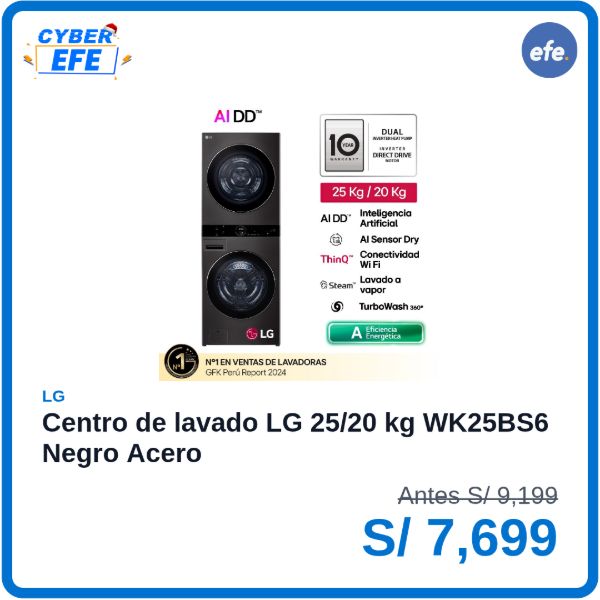 CYBER
EFE
efe.
AI DD™
10
YEAR
WARRANTY
DUAL
INVERTER HEAT PUMP
INVERTER
DIRECT DRIVE
MOTOR
25 Kg / 20 Kg
AI DD™ Inteligencia
Artificial
AI Sensor Dry
ThinQ™ Conectividad
Wi Fi
Steam™ Lavado a
vapor
TurboWash 360°
A Eficiencia
Energética
LG
N°1
N°1 EN VENTAS DE LAVADORAS
GFK Perú Report 2024
LG
Centro de lavado LG 25/20 kg WK25BS6
Negro Acero
Antes S/ 9,199
S/ 7,699